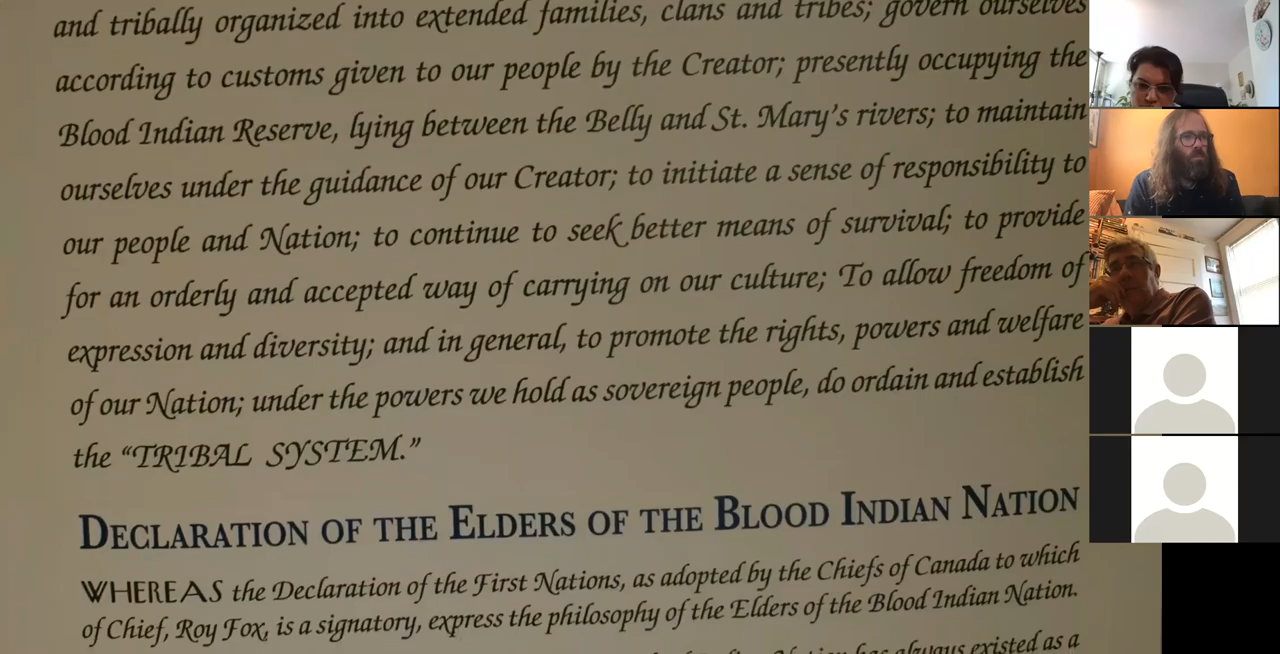 and tribally organized into extended families, clans and tribes; govern ourselves
according to customs given to our people by the Creator; presently occupying the
Blood Indian Reserve, lying between the Belly and St. Mary's rivers; to maintain
ourselves under the guidance of our Creator; to initiate a sense of responsibility to
our people and Nation; to continue to seek better means of survival; to provide
for an orderly and accepted way of carrying on our culture; To allow freedom of
expression and diversity; and in general, to promote the rights, powers and welfare
of our Nation; under the powers we hold as sovereign people, do ordain and establish
the “TRIBAL SYSTEM.”
DECLARATION OF THE ELDERS OF THE BLOOD INDIAN NATION
WHEREAS the Declaration of the First Nations, as adopted by the Chiefs of Canada to which
of Chief, Roy Fox, is a signatory, express the philosophy of the Elders of the Blood Indian Nation.
Nation has always existed as a